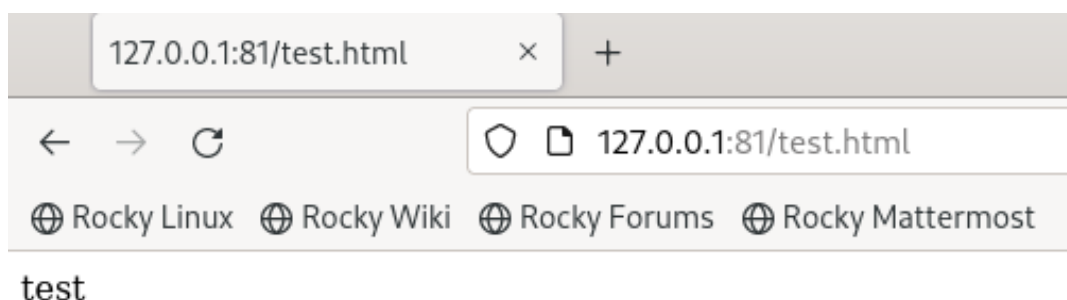 127.0.0.1:81/test.html
127.0.0.1:81/test.html
Rocky Linux Rocky Wiki Rocky Forums Rocky Mattermost
test